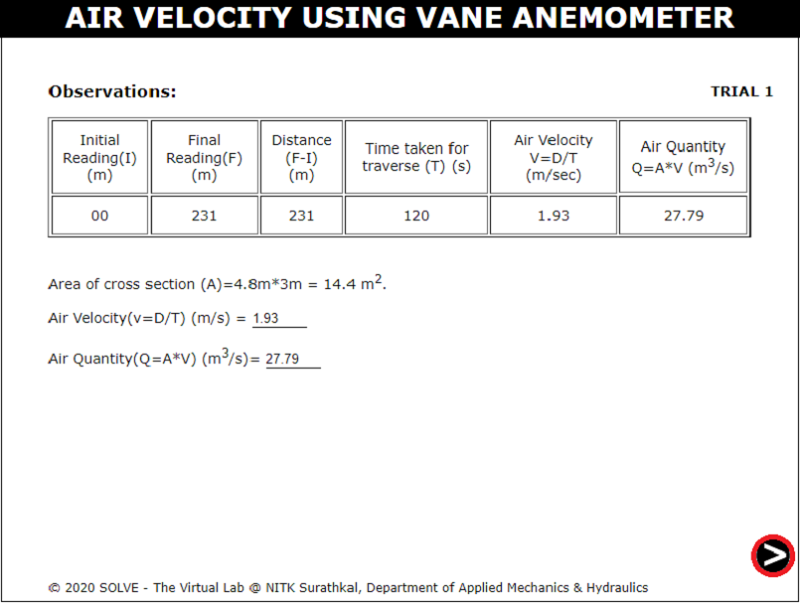 AIR VELOCITY USING VANE ANEMOMETER
Observations:
TRIAL 1
Initial Reading(I) (m)
Final Reading(F) (m)
Distance (F-I) (m)
Time taken for traverse (T) (s)
Air Velocity V=D/T (m/sec)
Air Quantity Q=A*V (m³/s)
00 231 231 120 1.93 27.79
Area of cross section (A)=4.8m*3m = 14.4 m².
Air Velocity(v=D/T) (m/s) = 1.93
Air Quantity(Q=A*V) (m³/s)= 27.79
>
© 2020 SOLVE - The Virtual Lab @ NITK Surathkal, Department of Applied Mechanics & Hydraulics